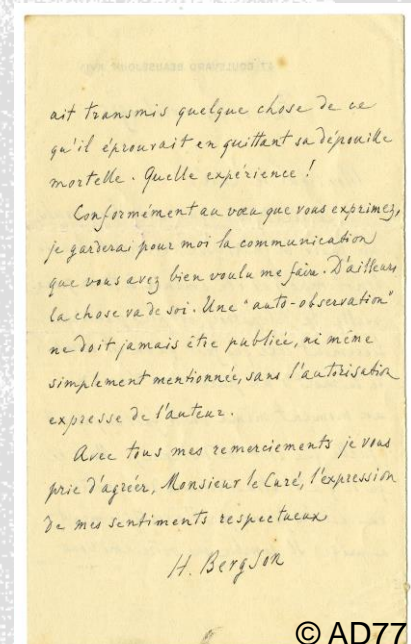 ait transmis quelque chose de ce
qu'il éprouvait en quittant sa dépouille
mortelle. Quelle expérience !
Conformément au vœu que vous exprimez,
je garderai pour moi la communication
que vous avez bien voulu me faire. D'ailleurs
la chose va de soi. Une "auto-observation"
ne doit jamais être publiée, ni même
simplement mentionnée, sans l'autorisation
expresse de l'auteur.
Avec tous mes remerciements je vous
prie d'agréer, Monsieur le Curé, l'expression
de mes sentiments respectueux
H. Bergson
© AD77